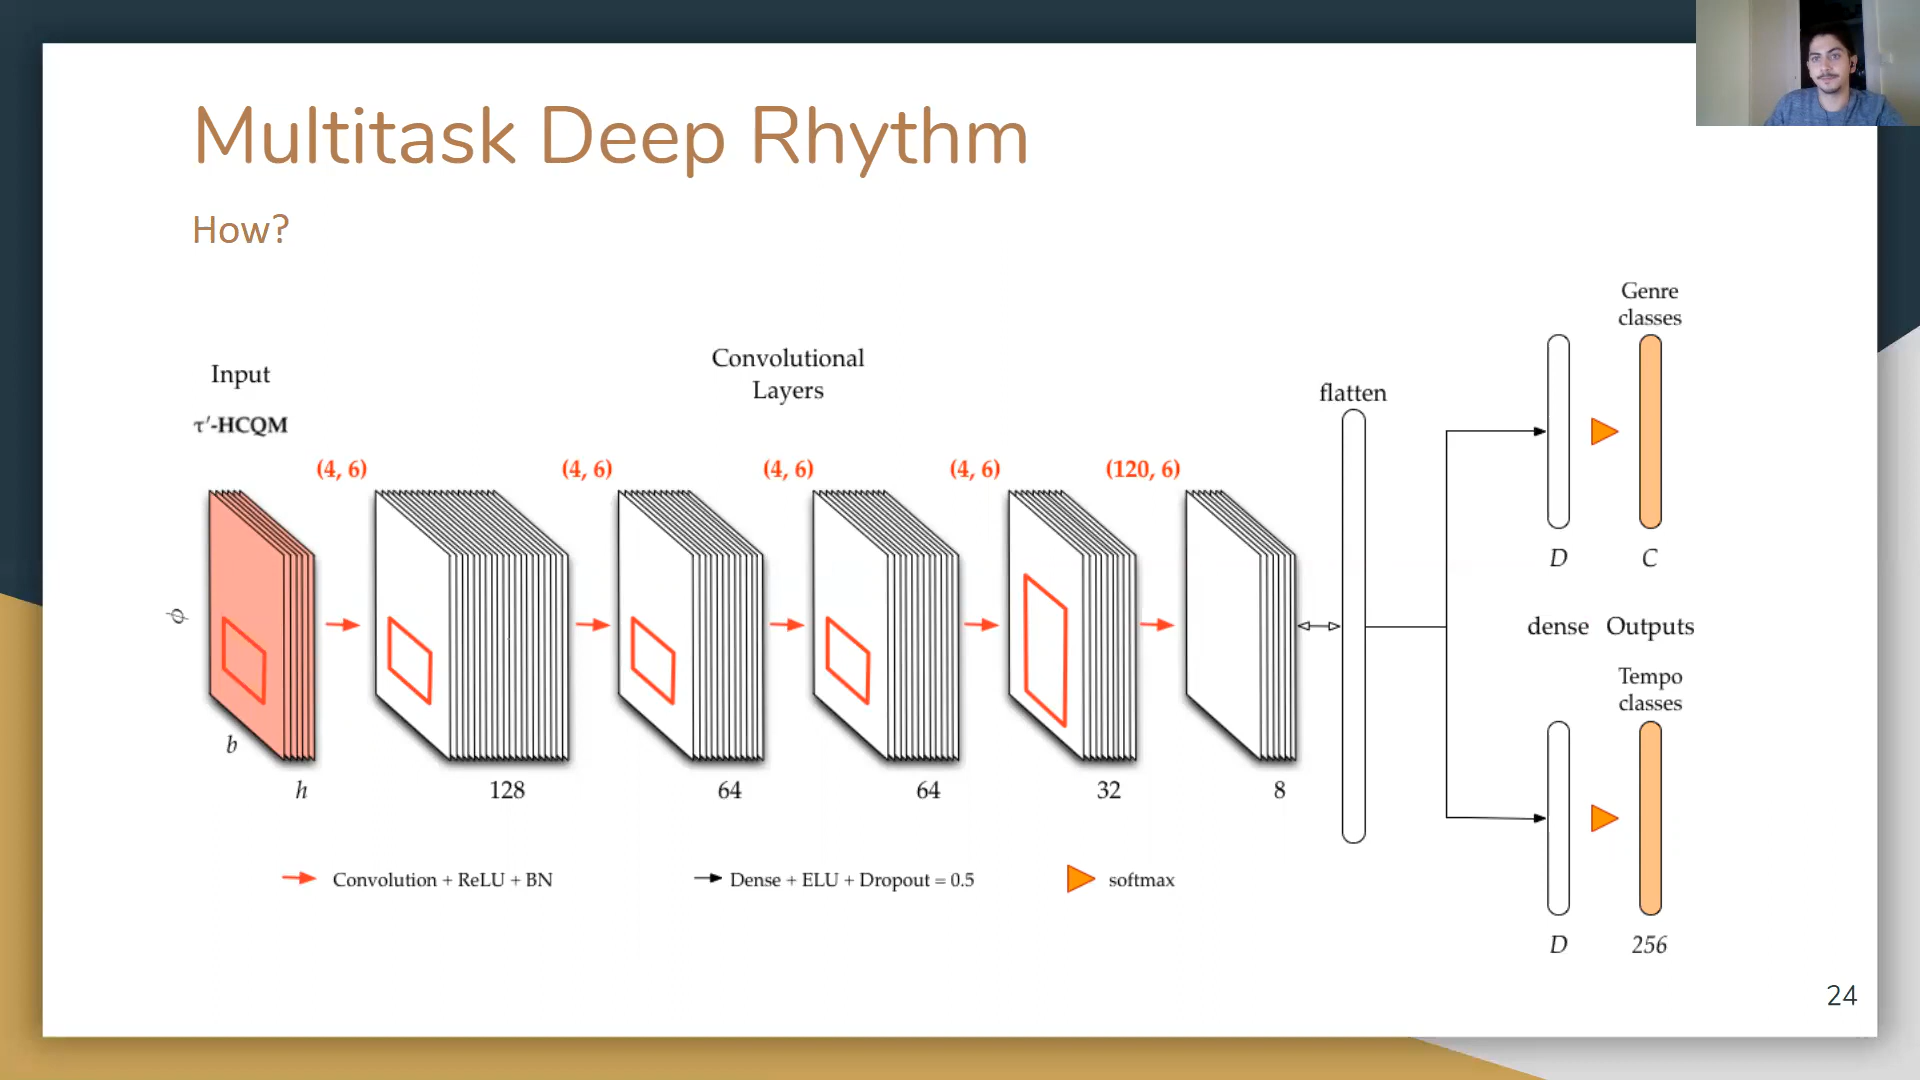 Multitask Deep Rhythm
How?
Input
τ′-HCQM
Convolutional
Layers
(4, 6)
(4, 6)
(4, 6)
(4, 6)
(120, 6)
ϕ
b
h
128
64
64
32
8
flatten
Genre
classes
D
C
dense
Outputs
Tempo
classes
D
256
Convolution + ReLU + BN
Dense + ELU + Dropout = 0.5
softmax
24